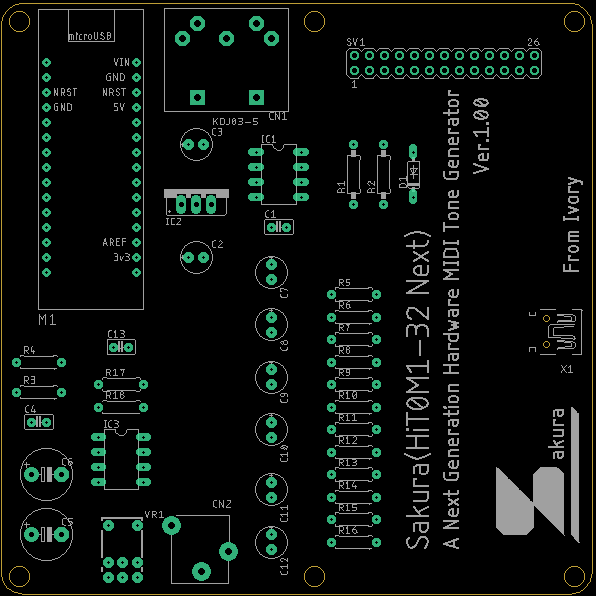 microUSB
VIN
GND
NRST NRST
GND 5V
AREF
3v3
M1
KDJ03-5
CN1
SV1
26
1
C3
IC1
IC2
C1
C2
R1
R2
D1
C7
C8
C9
C10
C11
C12
R5
R6
R7
R8
R9
R10
R11
R12
R13
R14
R15
R16
C13
R4
R3
R17
R18
C4
IC3
C6
C5
VR1
CN2
X1
Sakura(HiT0M1-32 Next)
A Next Generation Hardware MIDI Tone Generator
Ver.1.00
From Ivory
akura